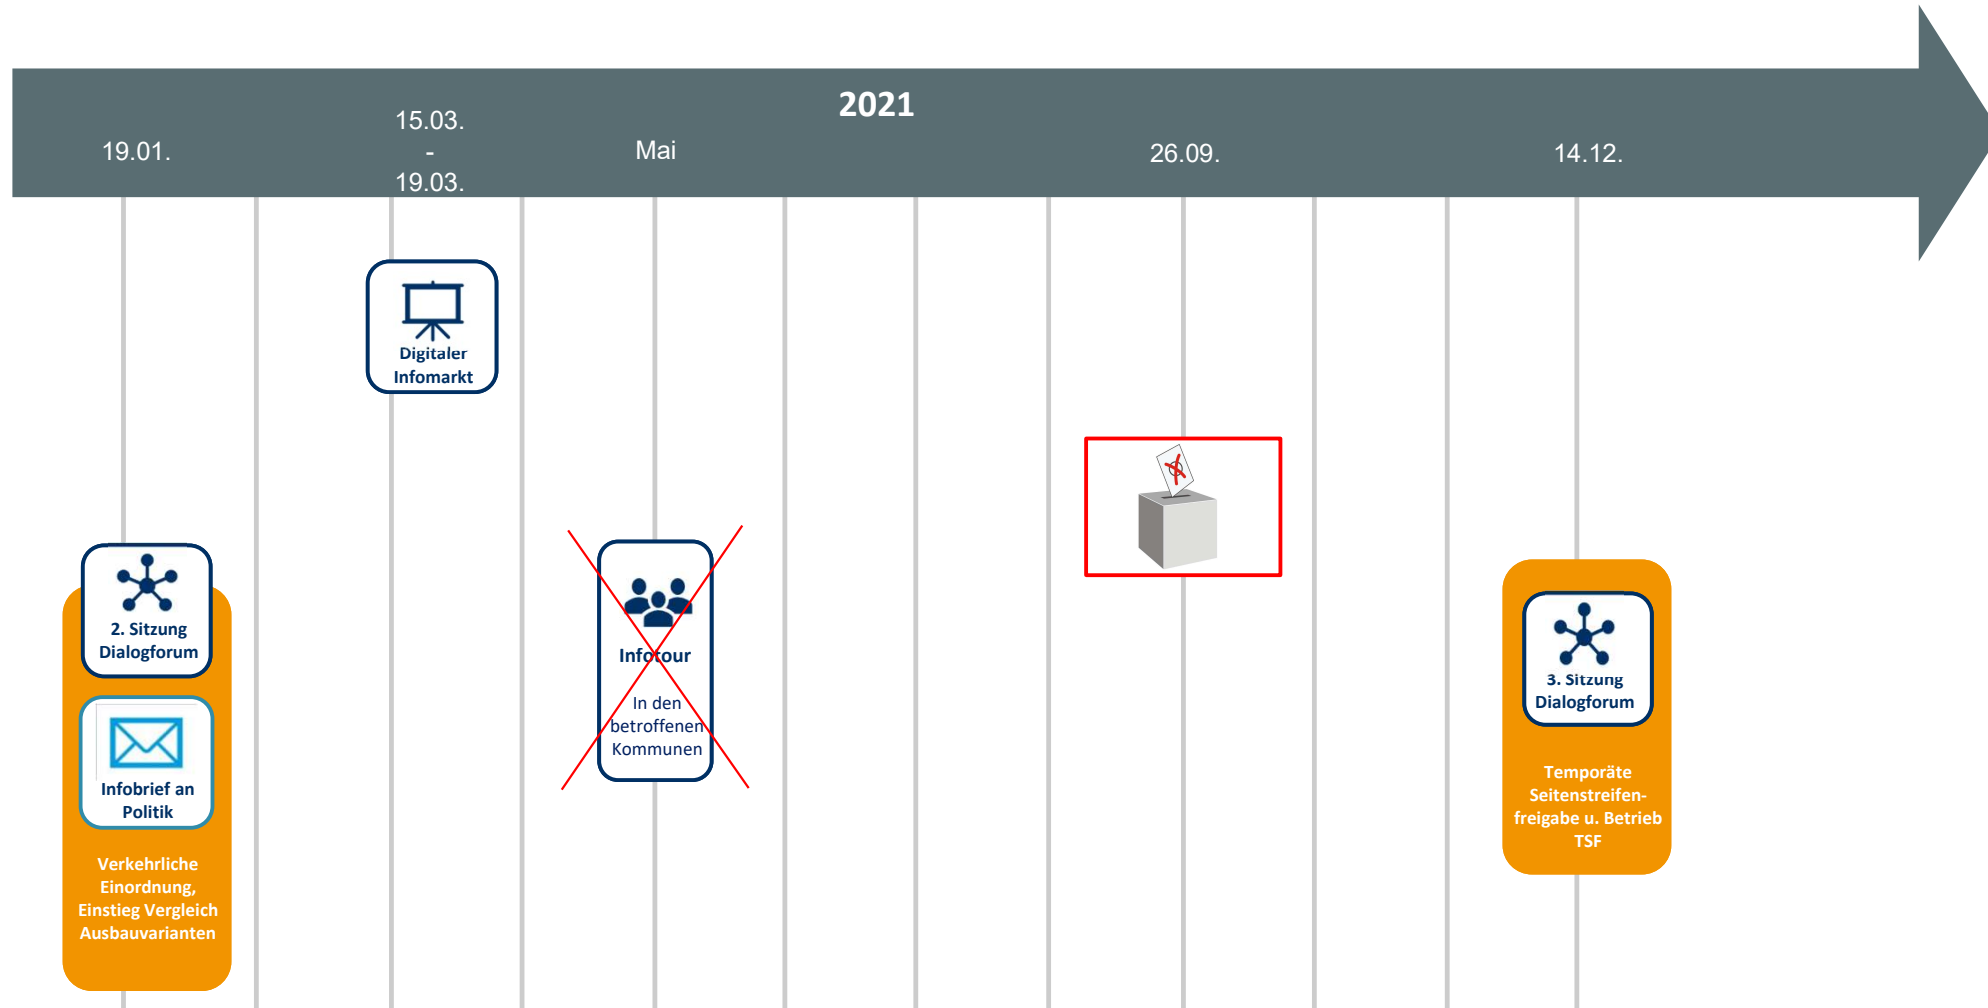 2021
19.01.
15.03.
-
19.03.
Mai
26.09.
14.12.
Digitaler
Infomarkt
2. Sitzung
Dialogforum
Infobrief an
Politik
Verkehrliche
Einordnung,
Einstieg Vergleich
Ausbauvarianten
Infotour
In den
betroffenen
Kommunen
3. Sitzung
Dialogforum
Temporäte
Seitenstreifen-
freigabe u. Betrieb
TSF